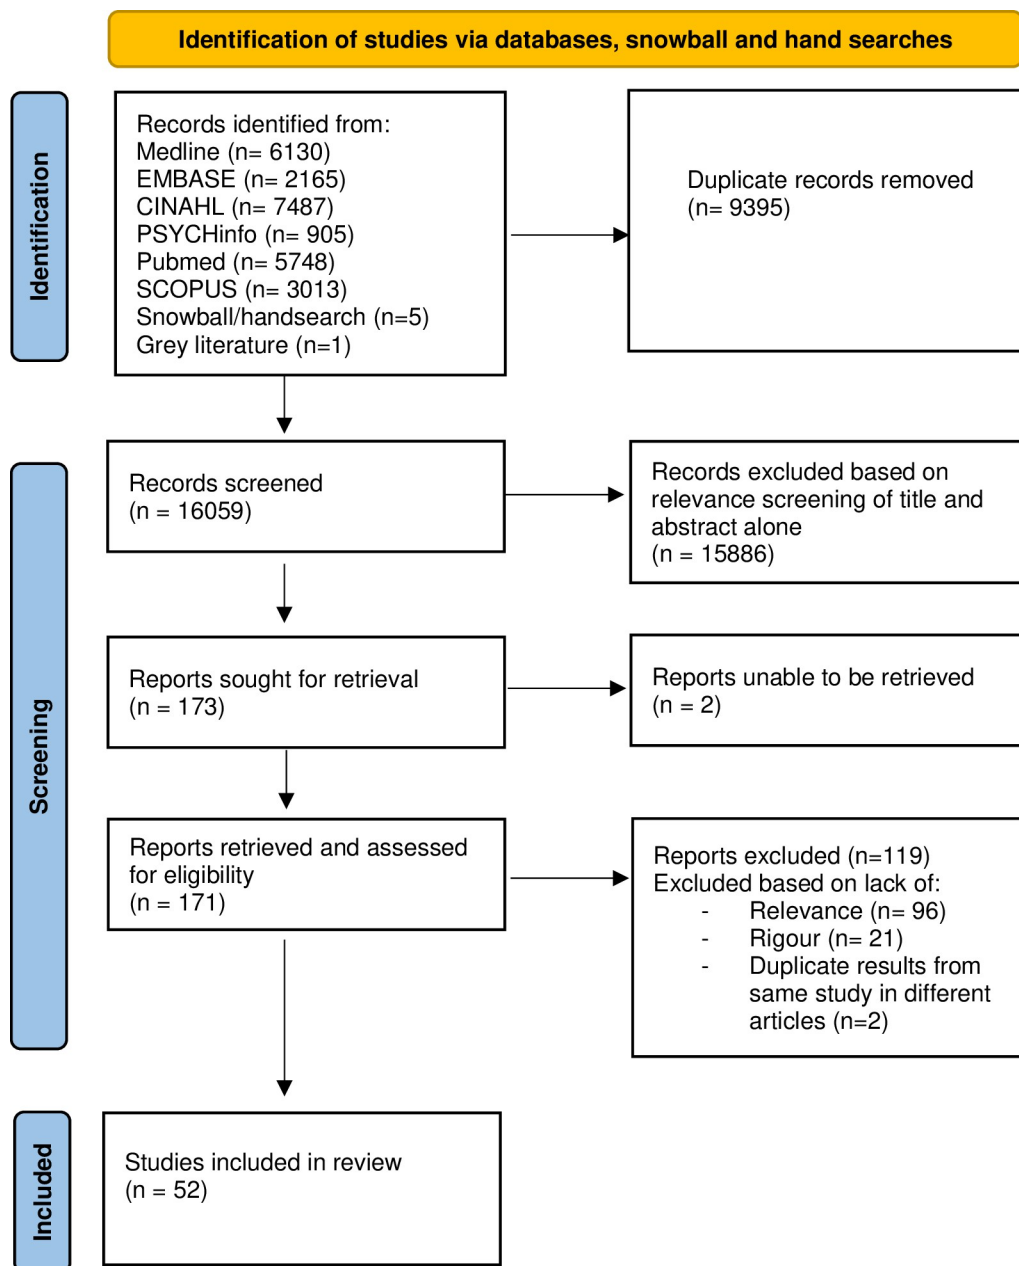 Identification of studies via databases, snowball and hand searches
Identification
Records identified from:
Medline (n= 6130)
EMBASE (n= 2165)
CINAHL (n= 7487)
PSYCHinfo (n= 905)
Pubmed (n= 5748)
SCOPUS (n= 3013)
Snowball/handsearch (n=5)
Grey literature (n=1)
Duplicate records removed
(n= 9395)
Screening
Records screened
(n = 16059)
Records excluded based on
relevance screening of title and
abstract alone
(n = 15886)
Reports sought for retrieval
(n = 173)
Reports unable to be retrieved
(n = 2)
Reports retrieved and assessed
for eligibility
(n = 171)
Reports excluded (n=119)
Excluded based on lack of:
- Relevance (n= 96)
- Rigour (n= 21)
- Duplicate results from
same study in different
articles (n=2)
Included
Studies included in review
(n = 52)